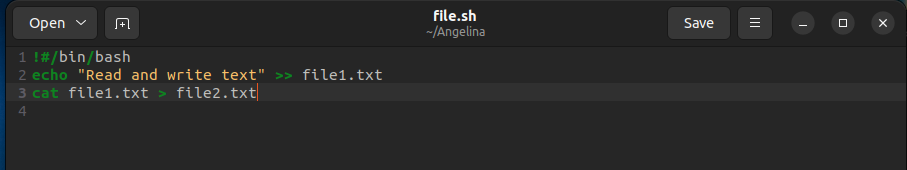 Open
file.sh
~/Angelina
Save
1 !#/bin/bash
2 echo "Read and write text" >> file1.txt
3 cat file1.txt > file2.txt
4